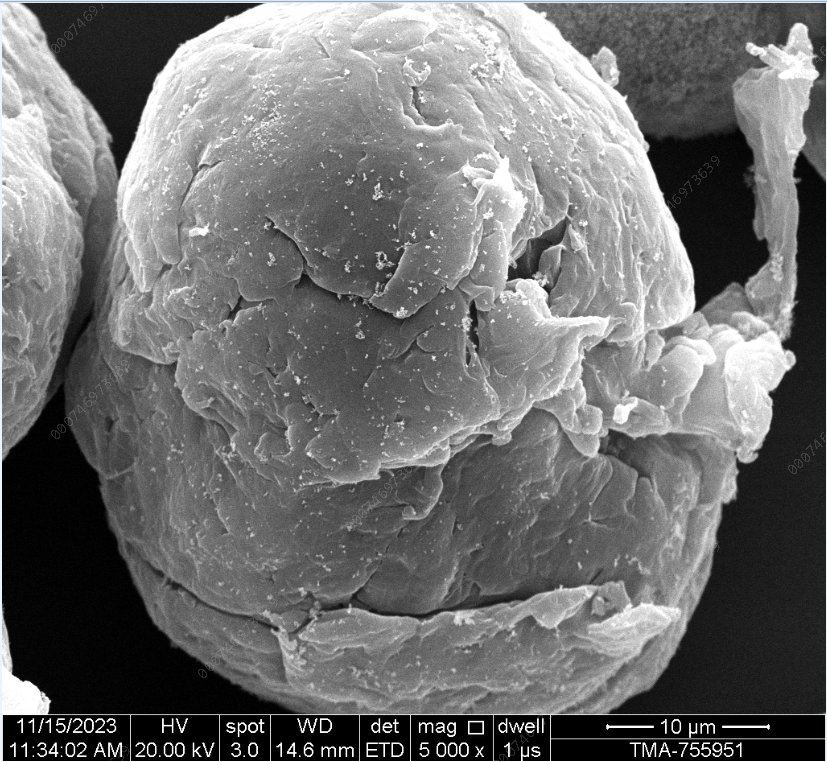 11/15/2023 HV spot WD det mag □ dwell 10 µm
11:34:02 AM 20.00 kV 3.0 14.6 mm ETD 5 000 x 1 µs TMA-755951